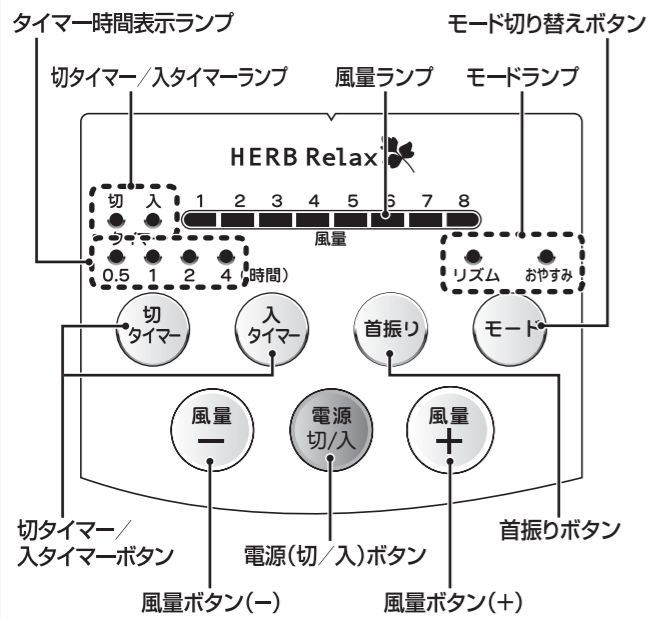 タイマー時間表示ランプ
モード切り替えボタン
切タイマー／入タイマーランプ
風量ランプ
モードランプ
HERB Relax
切 入
1 2 3 4 5 6 7 8
タイマー
風量
0.5 1 2 4 (時間)
リズム おやすみ
切
タイマー
入
タイマー
首振り
モード
風量
−
電源
切/入
風量
+
切タイマー／
入タイマーボタン
電源(切／入)ボタン
首振りボタン
風量ボタン(−)
風量ボタン(+)